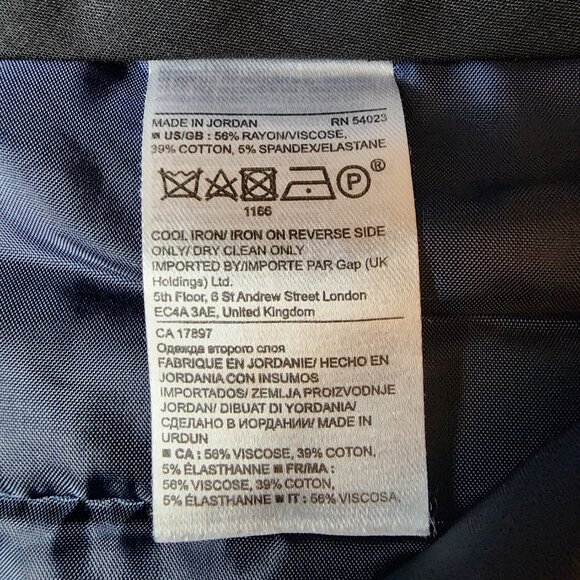 MADE IN JORDAN RN 54023
US/GB : 56% RAYON/VISCOSE,
39% COTTON, 5% SPANDEX/ELASTANE
P ®
1166
COOL IRON/ IRON ON REVERSE SIDE
ONLY/ DRY CLEAN ONLY
IMPORTED BY/IMPORTE PAR Gap (UK
Holdings) Ltd.
5th Floor, 6 St Andrew Street London
EC4A 3AE, United Kingdom
CA 17897
Одежда второго слоя
FABRIQUE EN JORDANIE/ HECHO EN
JORDANIA CON INSUMOS
IMPORTADOS/ ZEMLJA PROIZVODNJE
JORDAN/ DIBUAT DI YORDANIA/
СДЕЛАНО В ИОРДАНИИ/ MADE IN
URDUN
CA : 56% VISCOSE, 39% COTON,
5% ÉLASTHANNE FR/MA :
56% VISCOSE, 39% COTON,
5% ÉLASTHANNE IT : 56% VISCOSA,